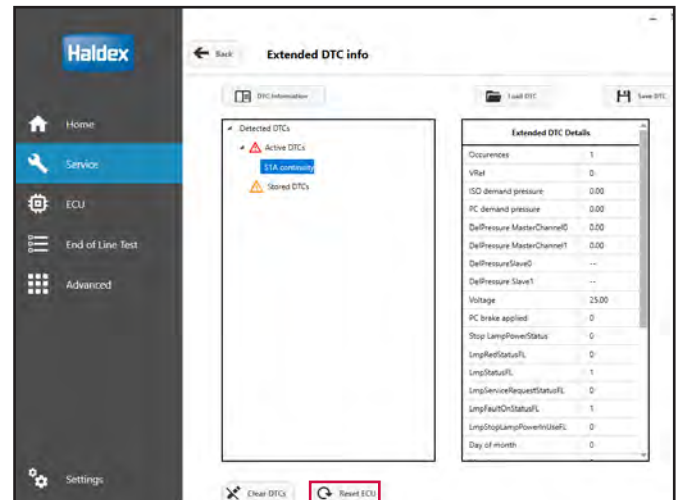 Haldex
Back
Extended DTC info
DTC Information
Load DTC
Save DTC
Home
Service
ECU
End of Line Test
Advanced
Settings
Detected DTCs
Active DTCs
S1A continuity
Stored DTCs
Extended DTC Details
Occurences 1
VRef 0
ISO demand pressure 0.00
PC demand pressure 0.00
DelPressure MasterChannel0 0.00
DelPressure MasterChannel1 0.00
DelPressureSlave0 --
DelPressure Slave1 --
Voltage 25.00
PC brake applied 0
Stop LampPowerStatus 0
LmpRedStatusFL 0
LmpStatusFL 1
LmpServiceRequestStatusFL 0
LmpFaultOnStatusFL 1
LmpStopLampPowerInUseFL 0
Day of month 0
Clear DTCs
Reset ECU